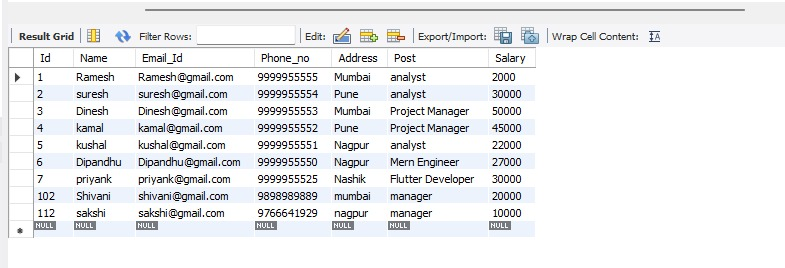 Result Grid Filter Rows: Edit: Export/Import: Wrap Cell Content: IA
Id Name Email_Id Phone_no Address Post Salary
1 Ramesh Ramesh@gmail.com 9999955555 Mumbai analyst 2000
2 suresh suresh@gmail.com 9999955554 Pune analyst 30000
3 Dinesh Dinesh@gmail.com 9999955553 Mumbai Project Manager 50000
4 kamal kamal@gmail.com 9999955552 Pune Project Manager 45000
5 kushal kushal@gmail.com 9999955551 Nagpur analyst 22000
6 Dipandhu Dipandhu@gmail.com 9999955550 Nagpur Mern Engineer 27000
7 priyank priyank@gmail.com 9999955525 Nashik Flutter Developer 30000
102 Shivani shivani@gmail.com 9898989889 mumbai manager 20000
112 sakshi sakshi@gmail.com 9766641929 nagpur manager 10000
NULL NULL NULL NULL NULL NULL NULL